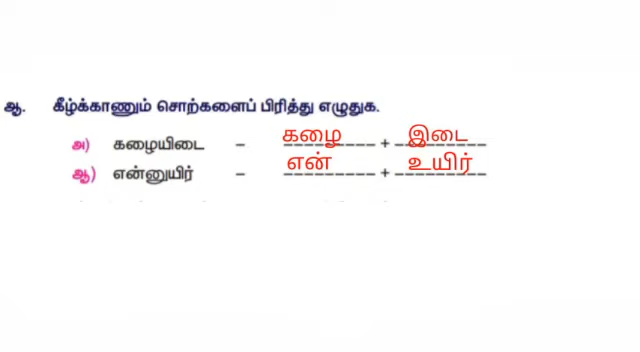 ஆ. கீழ்க்காணும் சொற்களைப் பிரித்து எழுதுக.
அ) கழையிடை – கழை + இடை
ஆ) என்னுயிர் – என் + உயிர்